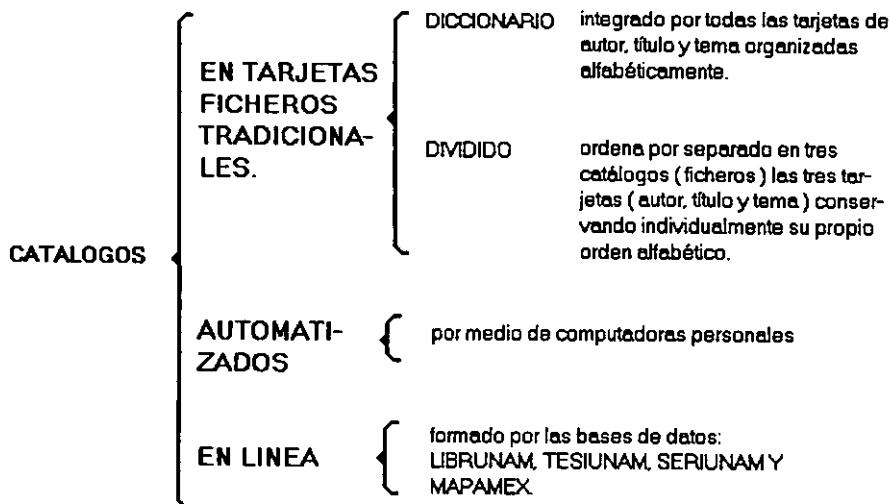 CATALOGOS
EN TARJETAS
FICHEROS
TRADICIONA-
LES.
DICCIONARIO
integrado por todas las tarjetas de
autor, título y tema organizadas
alfabéticamente.
DIVIDIDO
ordena por separado en tres
catálogos ( ficheros ) las tres tar-
jetas ( autor, título y tema ) conser-
vando individualmente su propio
orden alfabético.
AUTOMATI-
ZADOS
por medio de computadoras personales
EN LINEA
formado por las bases de datos:
LIBRUNAM, TESIUNAM, SERIUNAM Y
MAPAMEX.